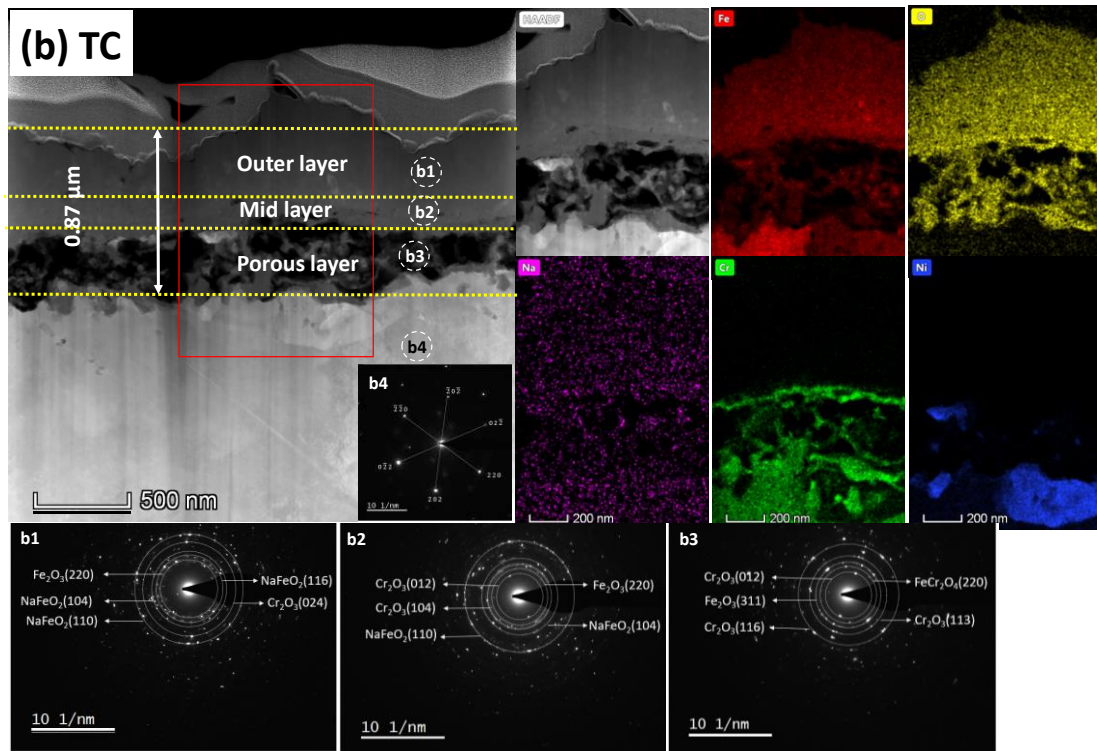 (b) TC
HAADF
Fe
O
0.87 µm
Outer layer
b1
Mid layer
b2
b3
Porous layer
b4
Na
Cr
Ni
b4
2̅02̅
2̅2̅0
022̅
02̅2̅
220
202
10 1/nm
500 nm
200 nm
200 nm
200 nm
b1
Fe₂O₃(220)
NaFeO₂(116)
NaFeO₂(104)
Cr₂O₃(024)
NaFeO₂(110)
10 1/nm
b2
Cr₂O₃(012)
Fe₂O₃(220)
Cr₂O₃(104)
NaFeO₂(110)
NaFeO₂(104)
10 1/nm
b3
Cr₂O₃(012)
FeCr₂O₄(220)
Fe₂O₃(311)
Cr₂O₃(116)
Cr₂O₃(113)
10 1/nm